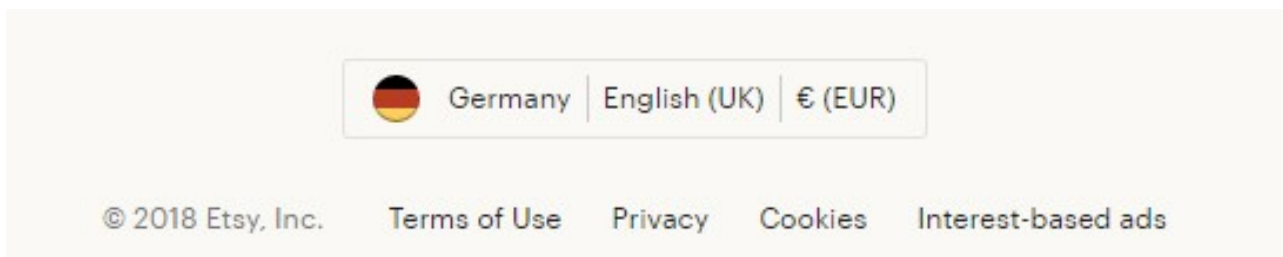 Germany English (UK) € (EUR)
© 2018 Etsy, Inc. Terms of Use Privacy Cookies Interest-based ads